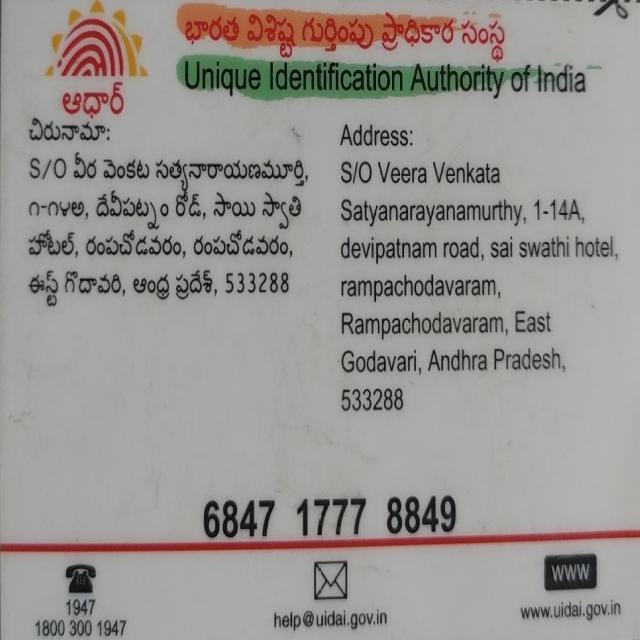 భారత విశిష్ట గుర్తింపు ప్రాధికార సంస్థ
Unique Identification Authority of India
ఆధార్
చిరునామా:
S/O వీర వెంకట సత్యనారాయణమూర్తి,
౧-౧౪అ, దేవీపట్నం రోడ్, సాయి స్వాతి
హోటల్, రంపచోడవరం, రంపచోడవరం,
ఈస్ట్ గొదావరి, ఆంధ్ర ప్రదేశ్, 533288
Address:
S/O Veera Venkata
Satyanarayanamurthy, 1-14A,
devipatnam road, sai swathi hotel,
rampachodavaram,
Rampachodavaram, East
Godavari, Andhra Pradesh,
533288
6847 1777 8849
1947
1800 300 1947
help@uidai.gov.in
WWW
www.uidai.gov.in